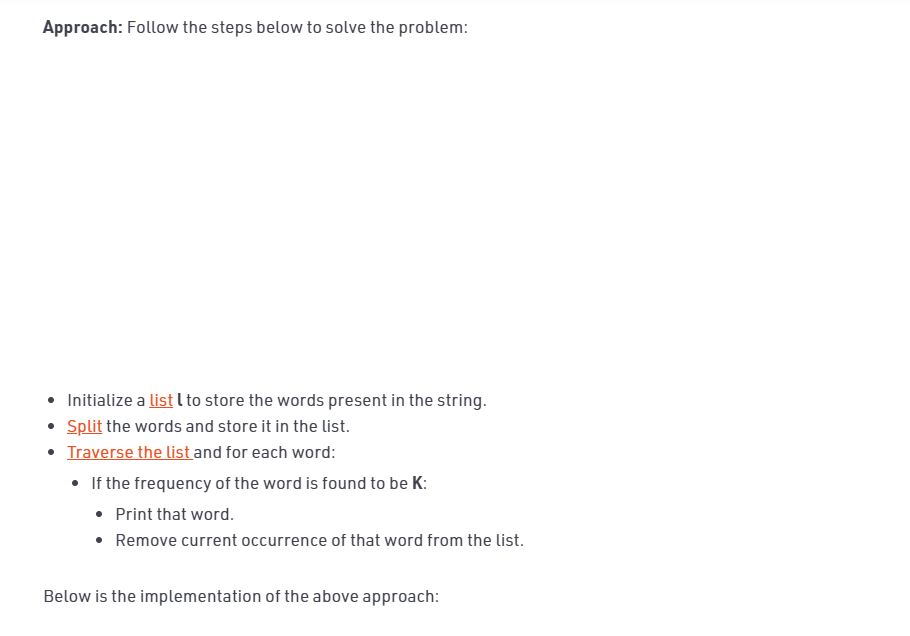 Approach: Follow the steps below to solve the problem:
• Initialize a list l to store the words present in the string.
• Split the words and store it in the list.
• Traverse the list and for each word:
• If the frequency of the word is found to be K:
• Print that word.
• Remove current occurrence of that word from the list.
Below is the implementation of the above approach: